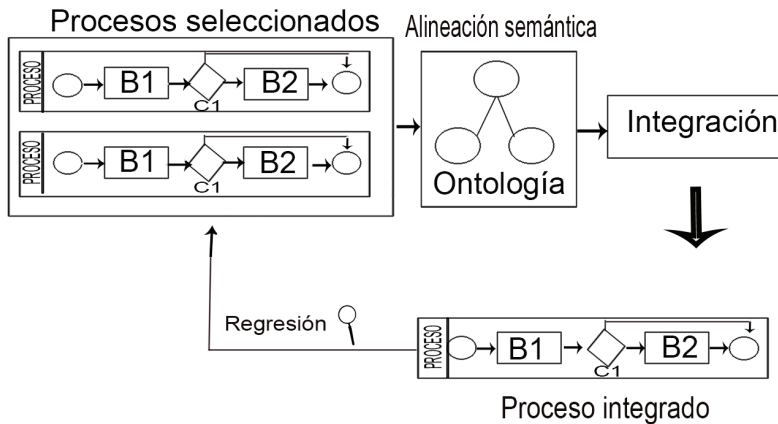 Procesos seleccionados
Alineación semántica
PROCESO
B1
C1
B2
PROCESO
B1
C1
B2
Ontología
Integración
Regresión
PROCESO
B1
C1
B2
Proceso integrado